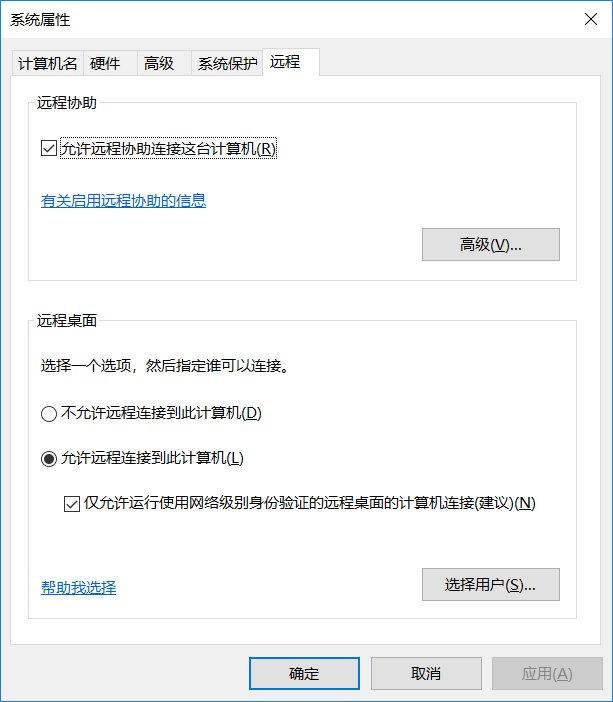 系统属性
计算机名 硬件 高级 系统保护 远程
远程协助
允许远程协助连接这台计算机(R)
有关启用远程协助的信息
高级(V)...
远程桌面
选择一个选项，然后指定谁可以连接。
不允许远程连接到此计算机(D)
允许远程连接到此计算机(L)
仅允许运行使用网络级别身份验证的远程桌面的计算机连接(建议)(N)
帮助我选择
选择用户(S)...
确定 取消 应用(A)